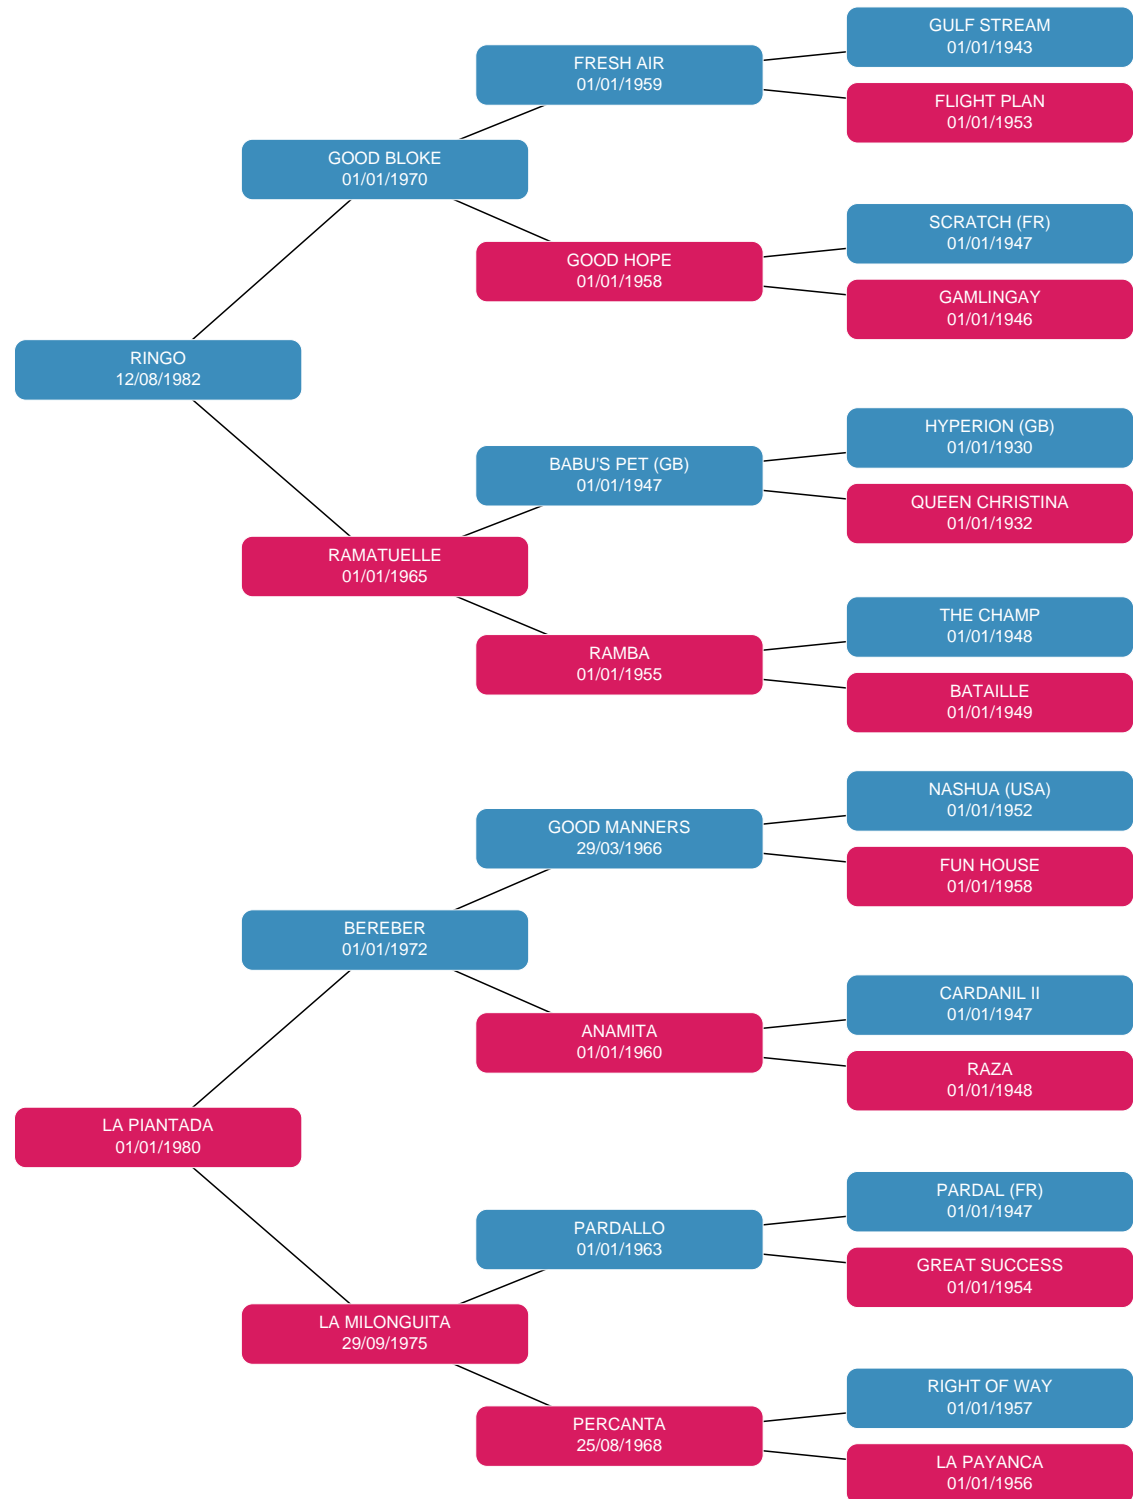 GULF STREAM
01/01/1943
FRESH AIR
01/01/1959
FLIGHT PLAN
01/01/1953
GOOD BLOKE
01/01/1970
SCRATCH (FR)
01/01/1947
GOOD HOPE
01/01/1958
GAMLINGAY
01/01/1946
RINGO
12/08/1982
HYPERION (GB)
01/01/1930
BABU'S PET (GB)
01/01/1947
QUEEN CHRISTINA
01/01/1932
RAMATUELLE
01/01/1965
THE CHAMP
01/01/1948
RAMBA
01/01/1955
BATAILLE
01/01/1949
NASHUA (USA)
01/01/1952
GOOD MANNERS
29/03/1966
FUN HOUSE
01/01/1958
BEREBER
01/01/1972
CARDANIL II
01/01/1947
ANAMITA
01/01/1960
RAZA
01/01/1948
LA PIANTADA
01/01/1980
PARDAL (FR)
01/01/1947
PARDALLO
01/01/1963
GREAT SUCCESS
01/01/1954
LA MILONGUITA
29/09/1975
RIGHT OF WAY
01/01/1957
PERCANTA
25/08/1968
LA PAYANCA
01/01/1956